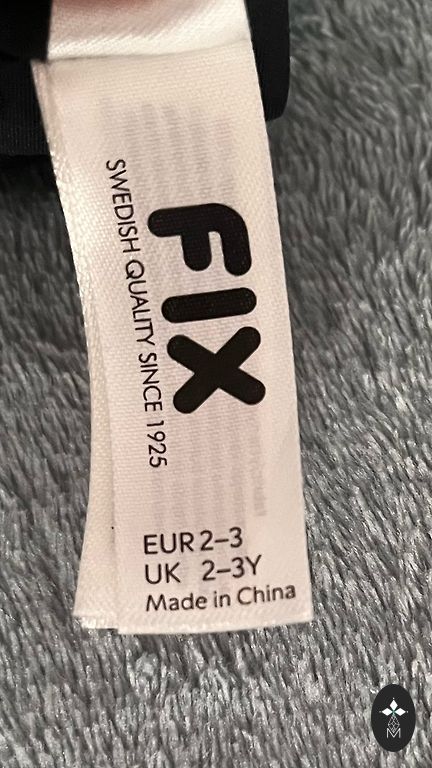 FIX
SWEDISH QUALITY SINCE 1925
EUR 2-3
UK 2-3Y
Made in China